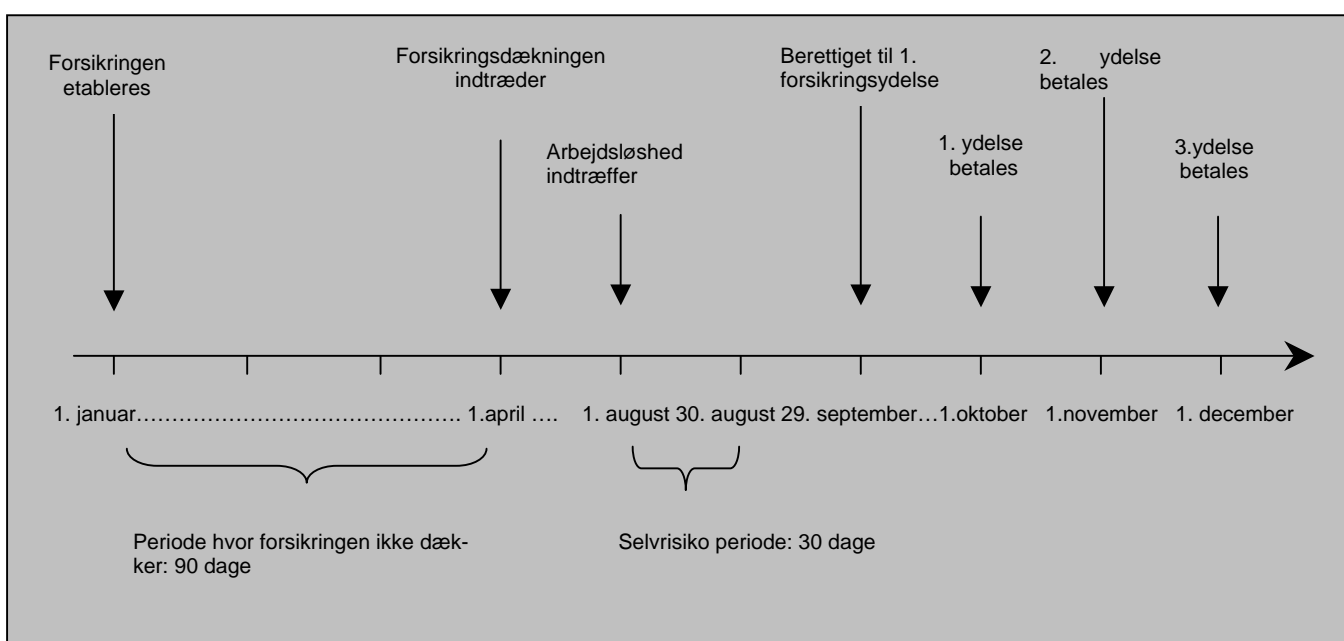 Forsikringen
etableres
Forsikringsdækningen
indtræder
Arbejdsløshed
indtræffer
Berettiget til 1.
forsikringsydelse
1. ydelse
betales
2. ydelse
betales
3.ydelse
betales
1. januar………………………………………. 1.april …. 1. august 30. august 29. september…1.oktober 1.november 1. december
Periode hvor forsikringen ikke dæk-
ker: 90 dage
Selvrisiko periode: 30 dage